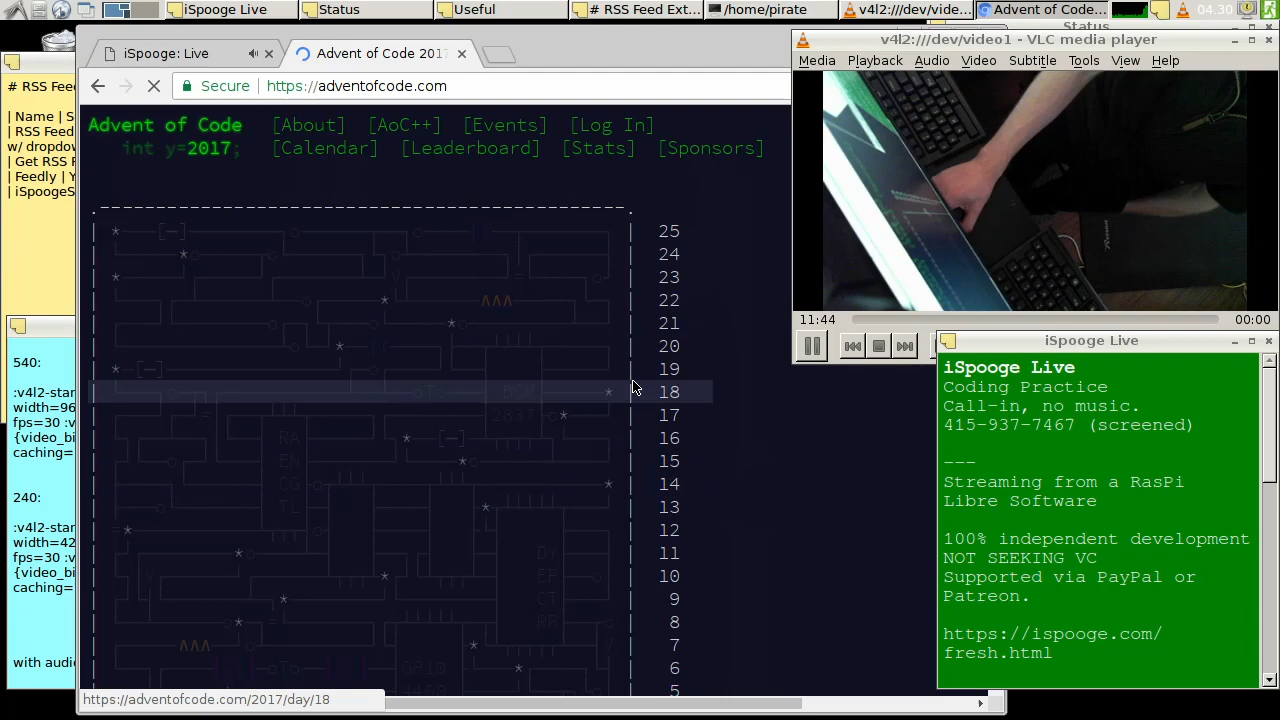 iSpooge Live
Status
Useful
# RSS Feed Ext...
/home/pirate
v4l2:///dev/vide...
Advent of Code...
04.30
Status
# RSS Feed
| Name | S
| RSS Feed
w/ dropdow
| Get RSS F
| Feedly | Y
| iSpoogeS
540:
:v4l2-star
width=96
fps=30 :v
{video_bi
caching=
240:
:v4l2-star
width=42
fps=30 :v
{video_bi
caching=
with audio
iSpooge: Live
Advent of Code 2017
Secure
https://adventofcode.com
Advent of Code [About] [AoC++] [Events] [Log In]
int y=2017; [Calendar] [Leaderboard] [Stats] [Sponsors]
25
24
23
22
21
20
19
18
17
16
15
14
13
12
11
10
9
8
7
6
5
https://adventofcode.com/2017/day/18
v4l2:///dev/video1 - VLC media player
Media Playback Audio Video Subtitle Tools View Help
11:44
00:00
iSpooge Live
iSpooge Live
Coding Practice
Call-in, no music.
415-937-7467 (screened)
---
Streaming from a RasPi
Libre Software
100% independent development
NOT SEEKING VC
Supported via PayPal or
Patreon.
https://ispooge.com/
fresh.html